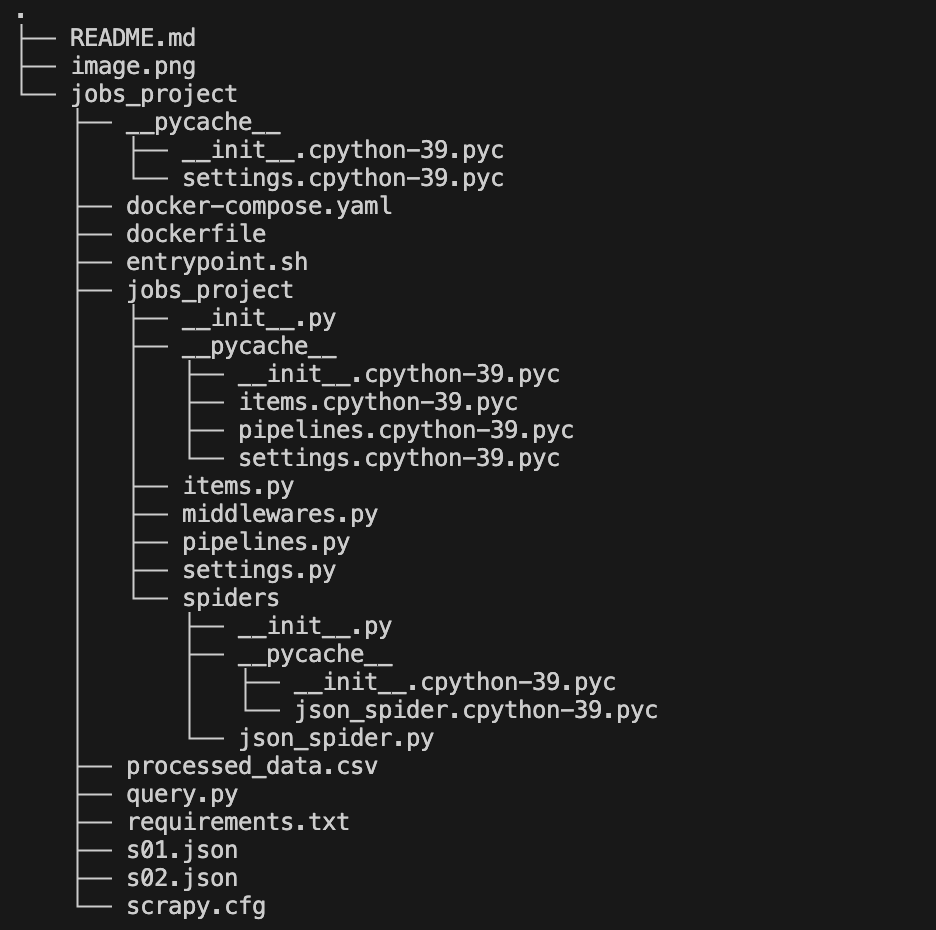 .
├── README.md
├── image.png
└── jobs_project
    ├── __pycache__
    │   ├── __init__.cpython-39.pyc
    │   └── settings.cpython-39.pyc
    ├── docker-compose.yaml
    ├── dockerfile
    ├── entrypoint.sh
    ├── jobs_project
    │   ├── __init__.py
    │   ├── __pycache__
    │   │   ├── __init__.cpython-39.pyc
    │   │   ├── items.cpython-39.pyc
    │   │   ├── pipelines.cpython-39.pyc
    │   │   └── settings.cpython-39.pyc
    │   ├── items.py
    │   ├── middlewares.py
    │   ├── pipelines.py
    │   ├── settings.py
    │   └── spiders
    │       ├── __init__.py
    │       ├── __pycache__
    │       │   ├── __init__.cpython-39.pyc
    │       │   └── json_spider.cpython-39.pyc
    │       └── json_spider.py
    ├── processed_data.csv
    ├── query.py
    ├── requirements.txt
    ├── s01.json
    ├── s02.json
    └── scrapy.cfg